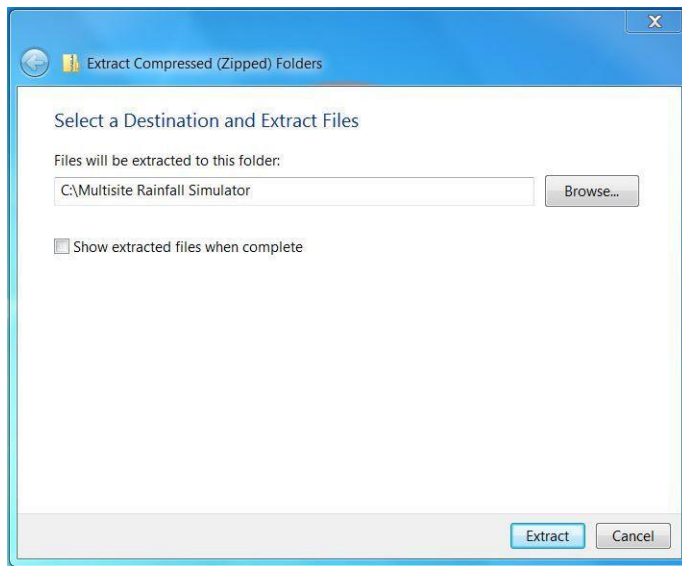 X
Extract Compressed (Zipped) Folders
Select a Destination and Extract Files
Files will be extracted to this folder:
C:\Multisite Rainfall Simulator
Browse...
Show extracted files when complete
Extract
Cancel